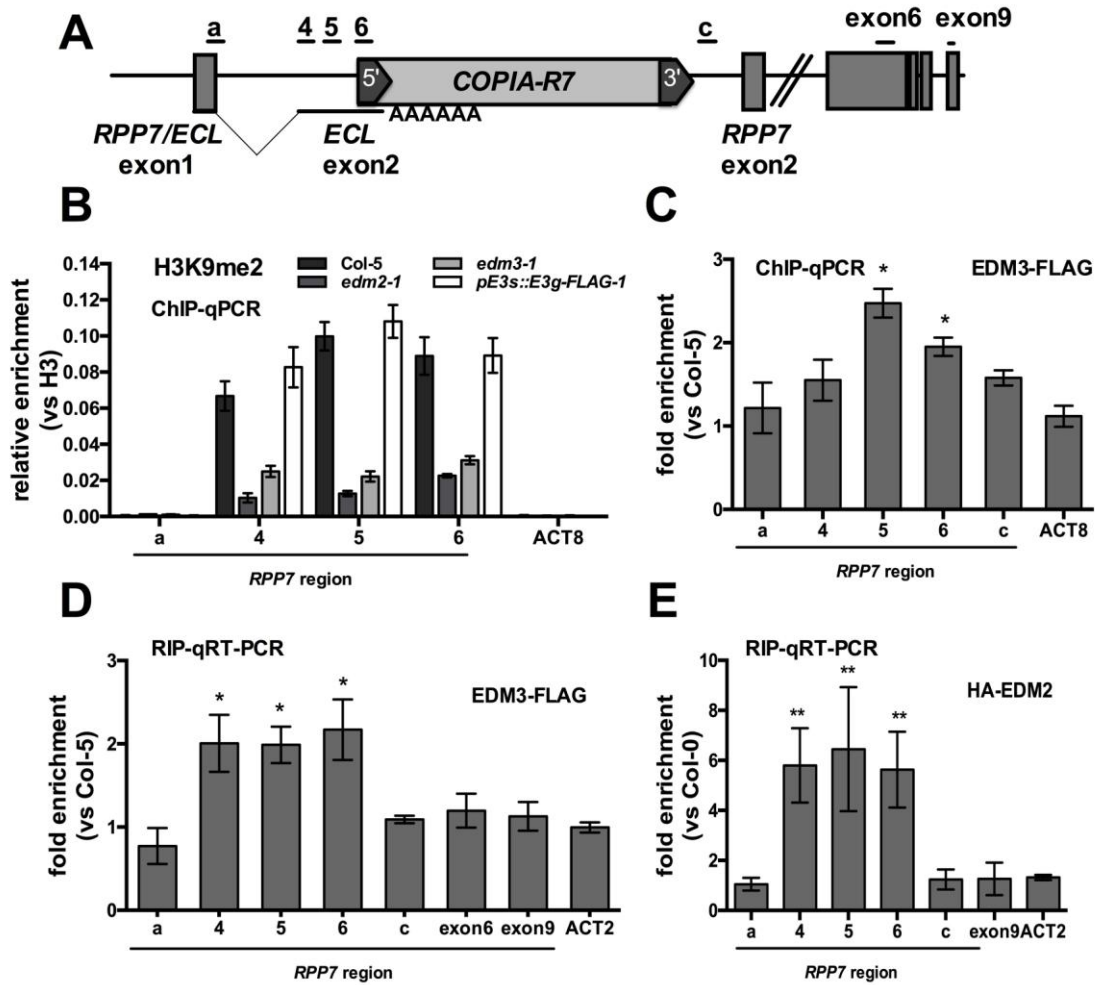 A
a 4 5 6 c exon6 exon9
5' COPIA-R7 3'
AAAAAA
RPP7/ECL exon1
ECL exon2
RPP7 exon2
B
H3K9me2
ChIP-qPCR
Col-5 edm3-1
edm2-1 pE3s::E3g-FLAG-1
relative enrichment
(vs H3)
0.14
0.12
0.10
0.08
0.06
0.04
0.02
0.00
a 4 5 6 ACT8
RPP7 region
C
ChIP-qPCR EDM3-FLAG
* *
fold enrichment
(vs Col-5)
3
2
1
0
a 4 5 6 c ACT8
RPP7 region
D
RIP-qRT-PCR
EDM3-FLAG
* * *
fold enrichment
(vs Col-5)
3
2
1
0
a 4 5 6 c exon6 exon9 ACT2
RPP7 region
E
RIP-qRT-PCR
HA-EDM2
** ** **
fold enrichment
(vs Col-0)
10
8
6
4
2
0
a 4 5 6 c exon9 ACT2
RPP7 region